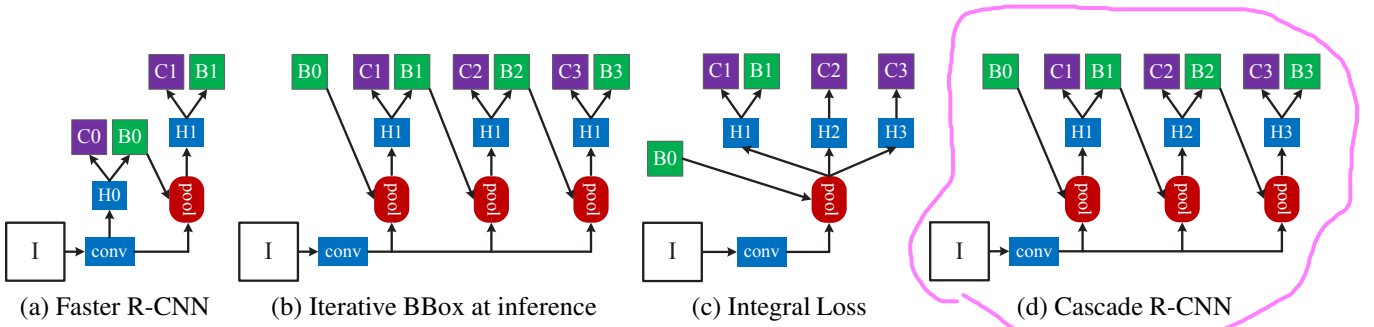 C1 B1
C0 B0
H1
H0
pool
I
conv
(a) Faster R-CNN
B0 C1 B1 C2 B2 C3 B3
H1 H1 H1
pool pool pool
I
conv
(b) Iterative BBox at inference
C1 B1 C2 C3
H1 H2 H3
B0
pool
I
conv
(c) Integral Loss
B0 C1 B1 C2 B2 C3 B3
H1 H2 H3
pool pool pool
I
conv
(d) Cascade R-CNN